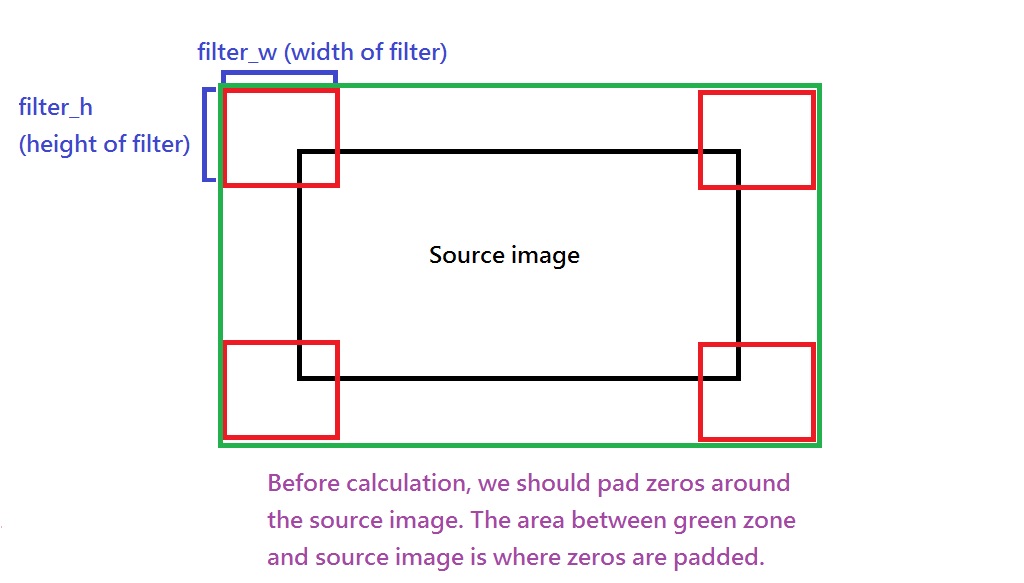 filter_w (width of filter)
filter_h
(height of filter)
Source image
Before calculation, we should pad zeros around
the source image. The area between green zone
and source image is where zeros are padded.